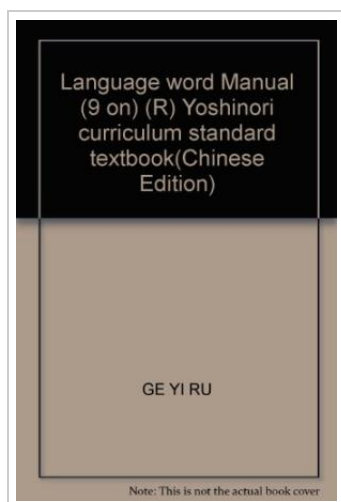 Language word Manual
(9 on) (R) Yoshinori
curriculum standard
textbook(Chinese
Edition)
GE YI RU
Note: This is not the actual book cover